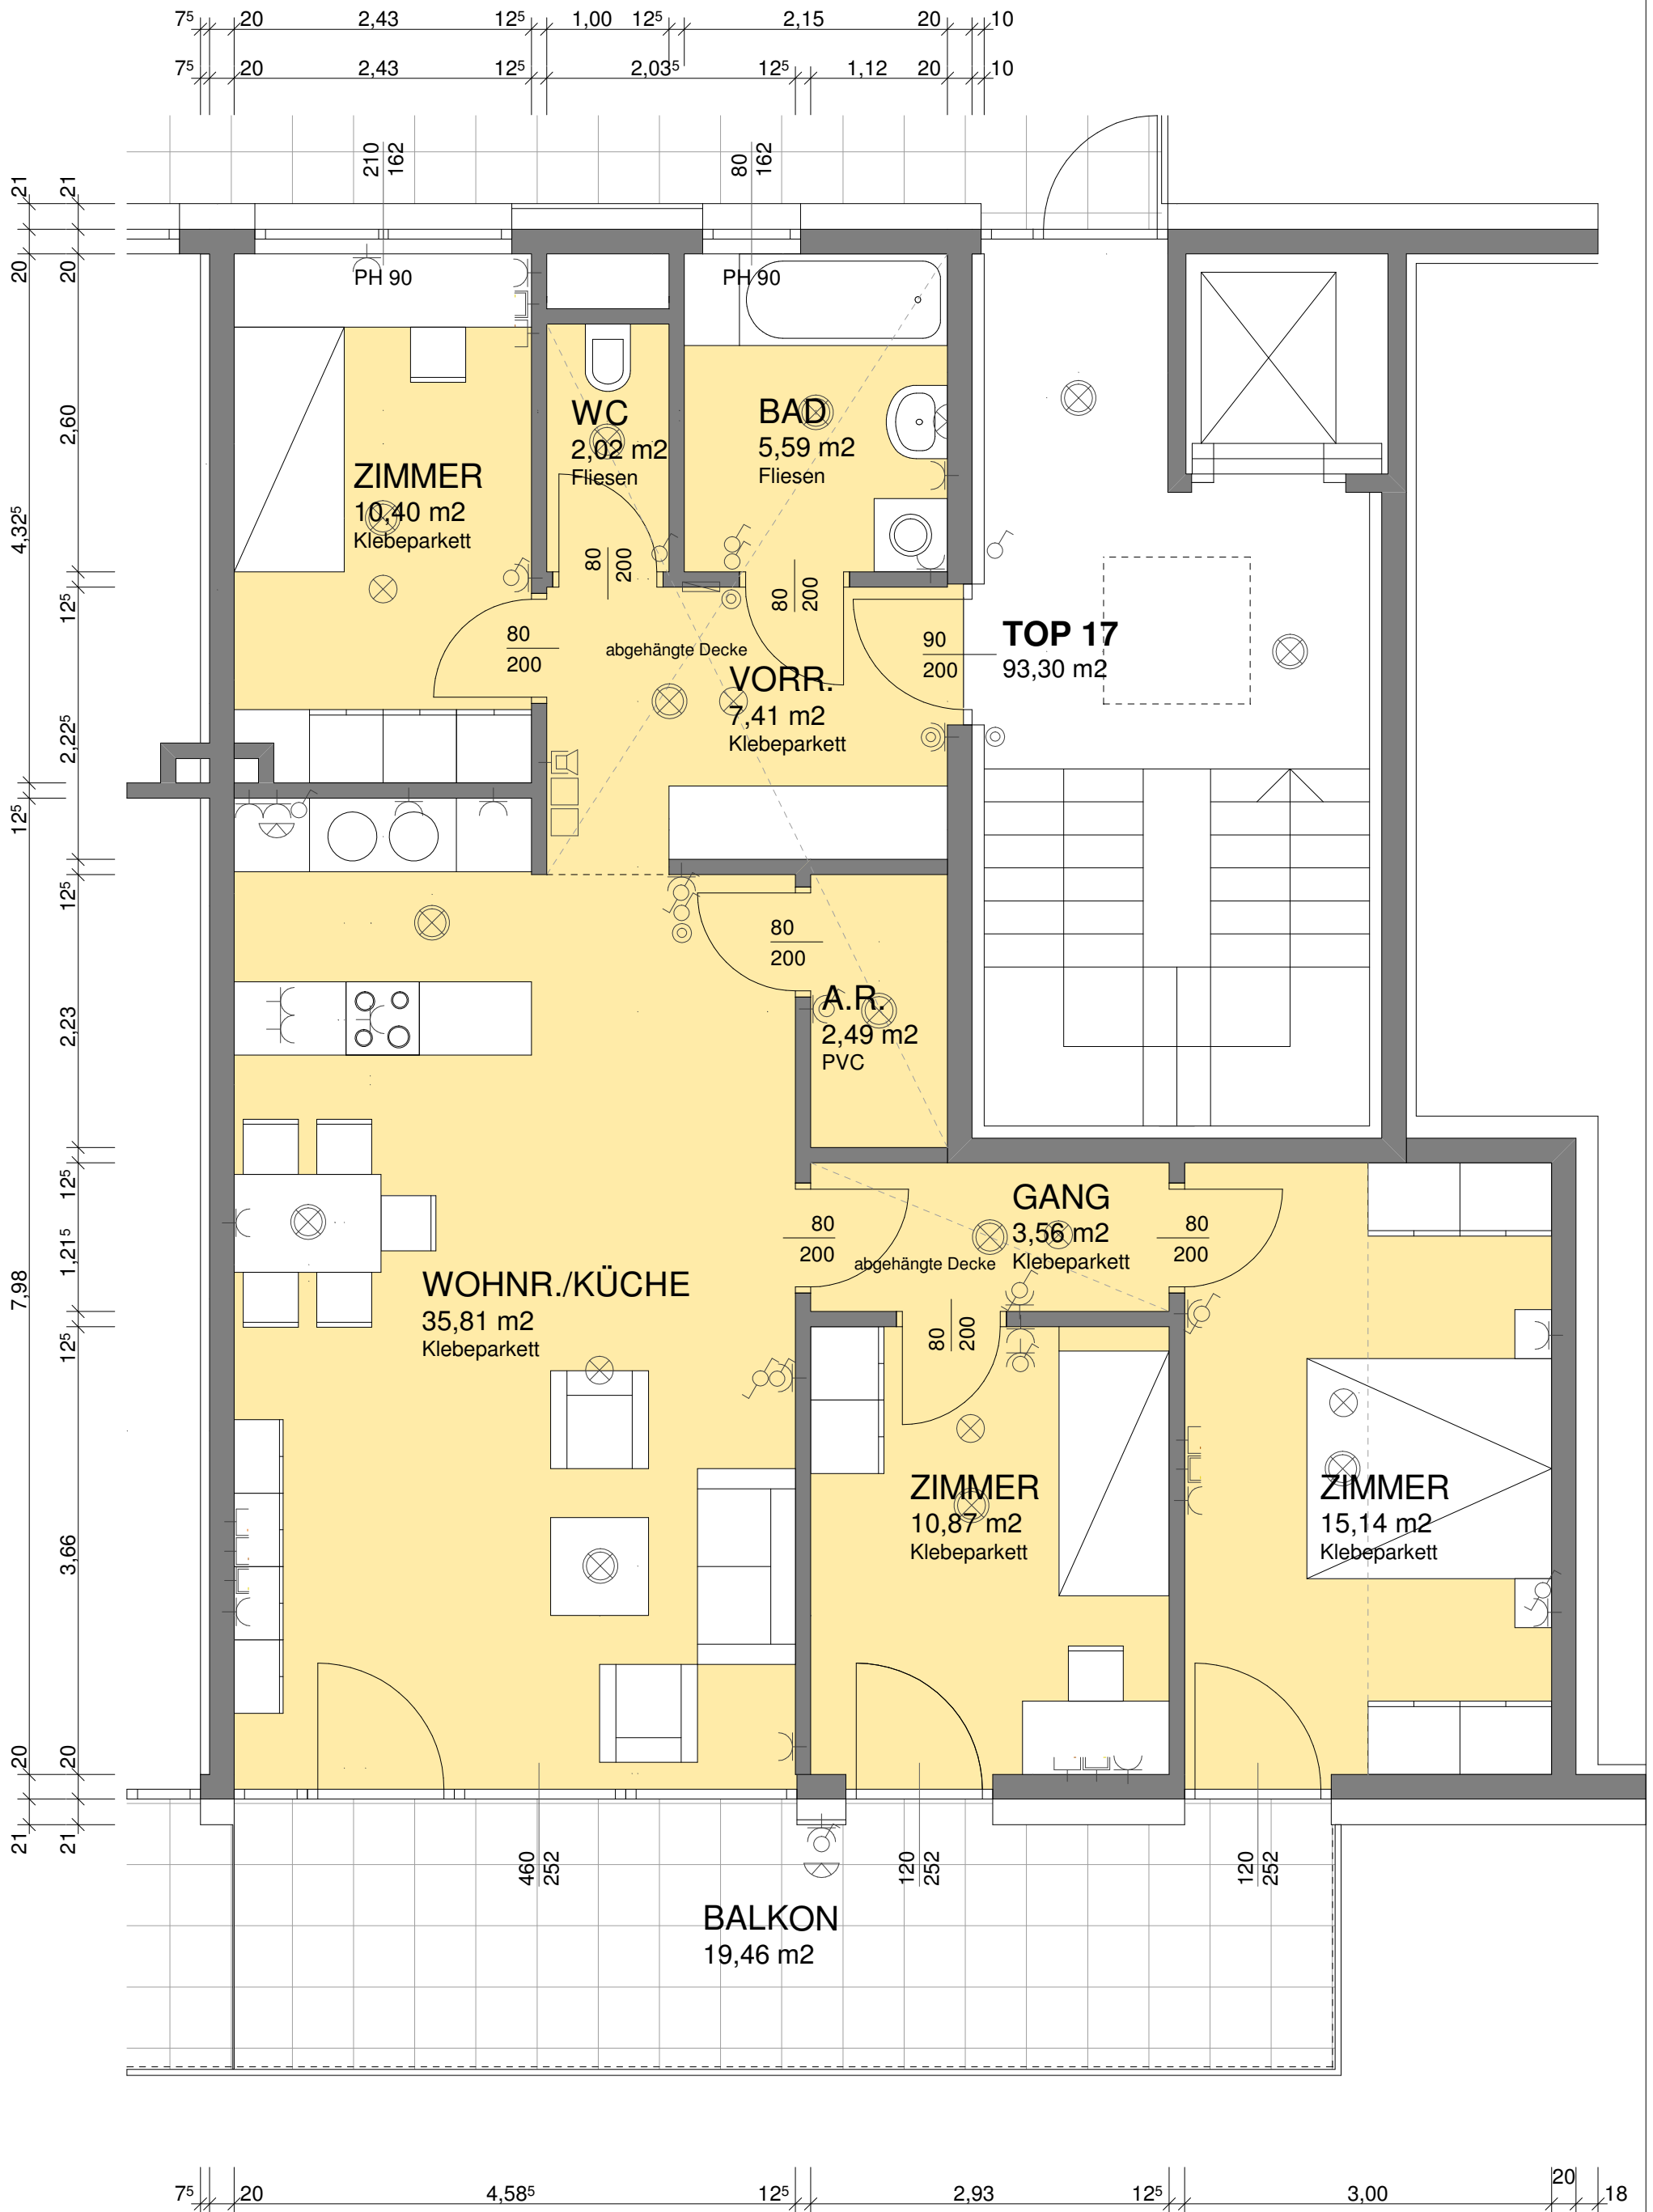 7⁵ 20 2,43 12⁵ 1,00 12⁵ 2,15 20 10
7⁵ 20 2,43 12⁵ 2,03⁵ 12⁵ 1,12 20 10
210
162
80
162
21
21
20
20
PH 90
PH 90
2,60
4,32⁵
ZIMMER
10,40 m2
Klebeparkett
WC
2,02 m2
Fliesen
BAD
5,59 m2
Fliesen
80
200
80
200
12⁵
80
200
abgehängte Decke
90
200
TOP 17
93,30 m2
VORR.
7,41 m2
Klebeparkett
2,22⁵
12⁵
12⁵
80
200
A.R.
2,49 m2
PVC
2,23
12⁵
GANG
3,56 m2
Klebeparkett
abgehängte Decke
80
200
80
200
80
200
1,21⁵
7,98
12⁵
WOHNR./KÜCHE
35,81 m2
Klebeparkett
ZIMMER
10,87 m2
Klebeparkett
ZIMMER
15,14 m2
Klebeparkett
3,66
20
20
21
21
460
252
120
252
120
252
BALKON
19,46 m2
7⁵ 20 4,58⁵ 12⁵ 2,93 12⁵ 3,00 20 18